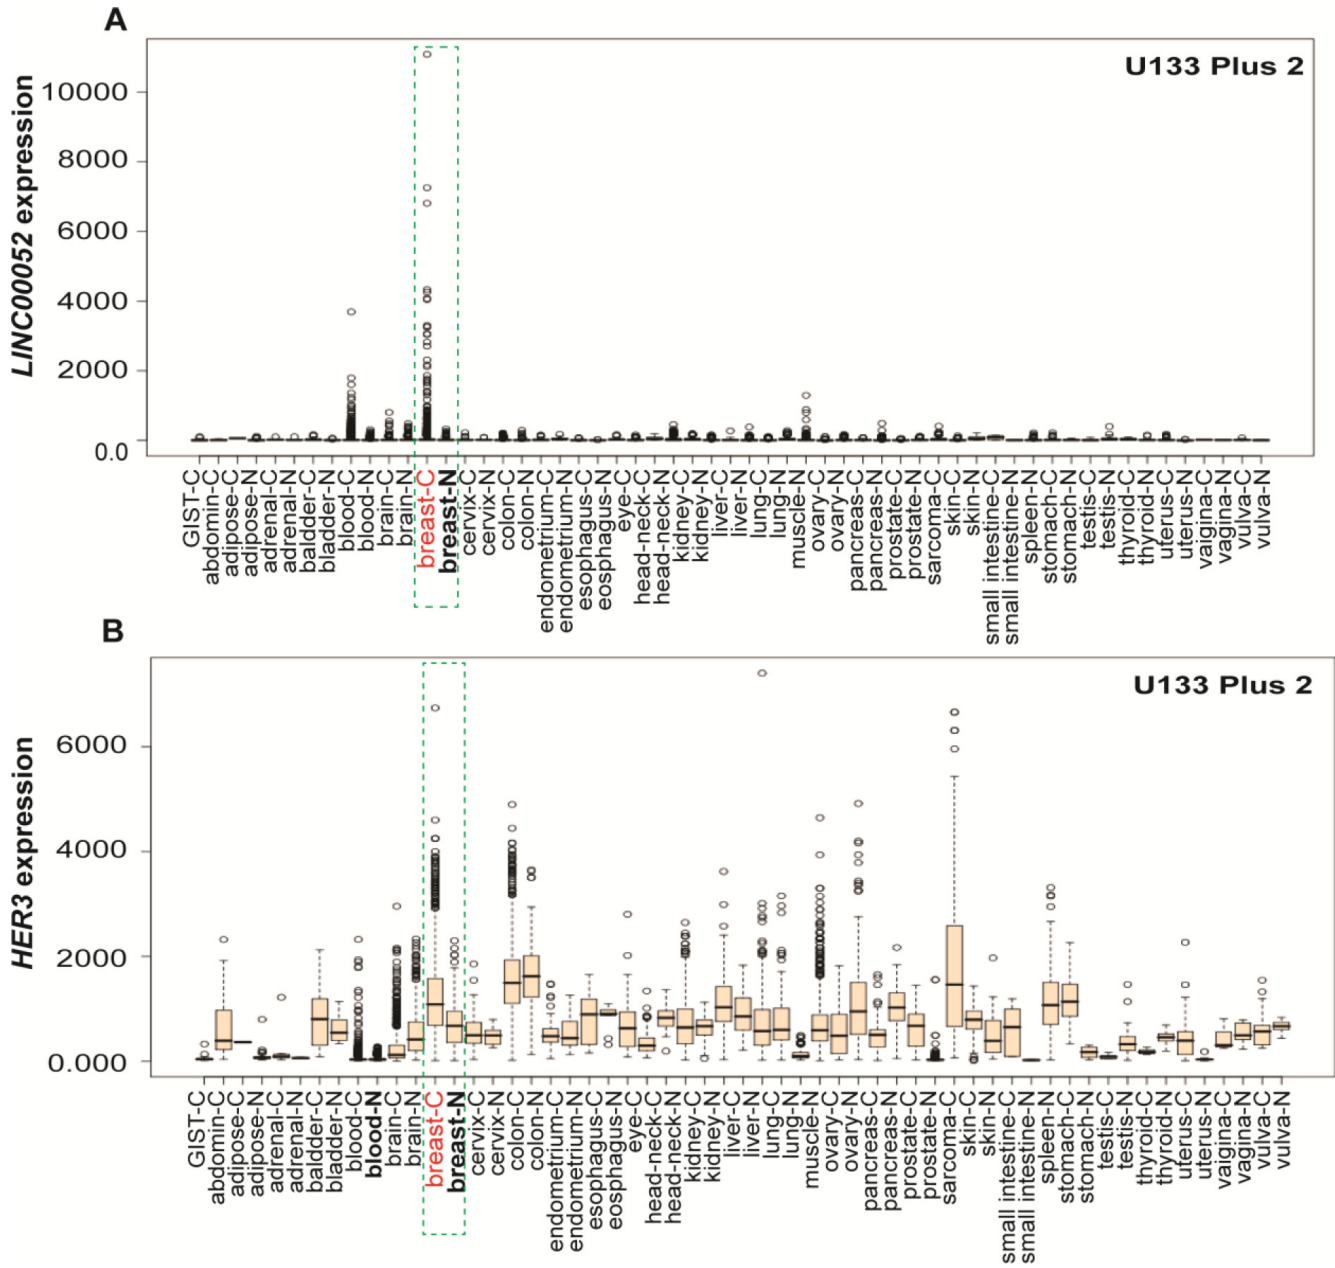 A
U133 Plus 2
LINC00052 expression
10000
8000
6000
4000
2000
0.0
GIST-C
abdomin-C
adipose-C
adipose-N
adrenal-C
adrenal-N
balder-C
bladder-N
blood-C
blood-N
brain-C
brain-N
breast-C
breast-N
cervix-C
cervix-N
colon-C
colon-N
endometrium-C
endometrium-N
esophagus-C
eosphagus-N
eye-C
head-neck-C
head-neck-N
kidney-C
kidney-N
liver-C
liver-N
lung-C
lung-N
muscle-N
ovary-C
ovary-N
pancreas-C
pancreas-N
prostate-C
prostate-N
sarcoma-C
skin-C
skin-N
small intestine-C
small intestine-N
spleen-N
stomach-C
stomach-N
testis-C
testis-N
thyroid-C
thyroid-N
uterus-C
uterus-N
vaigina-C
vagina-N
vulva-C
vulva-N
B
U133 Plus 2
HER3 expression
6000
4000
2000
0.000
GIST-C
abdomin-C
adipose-C
adipose-N
adrenal-C
adrenal-N
baldder-C
bladder-N
blood-C
blood-N
brain-C
brain-N
breast-C
breast-N
cervix-C
cervix-N
colon-C
colon-N
endometrium-C
endometrium-N
esophagus-C
eosphagus-N
eye-C
head-neck-C
head-neck-N
kidney-C
kidney-N
liver-C
liver-N
lung-C
lung-N
muscle-N
ovary-C
ovary-N
pancreas-C
pancreas-N
prostate-C
prostate-N
sarcoma-C
skin-C
skin-N
small intestine-C
small intestine-N
spleen-N
stomach-C
stomach-N
testis-C
testis-N
thyroid-C
thyroid-N
uterus-C
uterus-N
vaigina-C
vagina-N
vulva-C
vulva-N